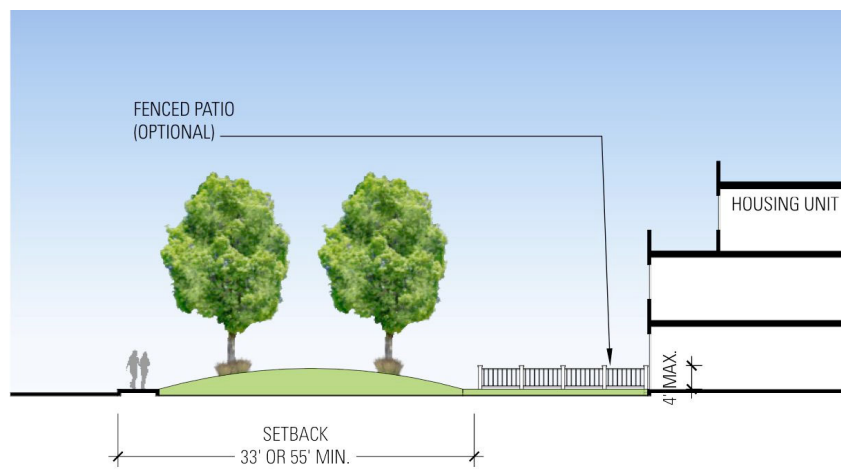 FENCED PATIO
(OPTIONAL)
HOUSING UNIT
4' MAX.
SETBACK
33' OR 55' MIN.